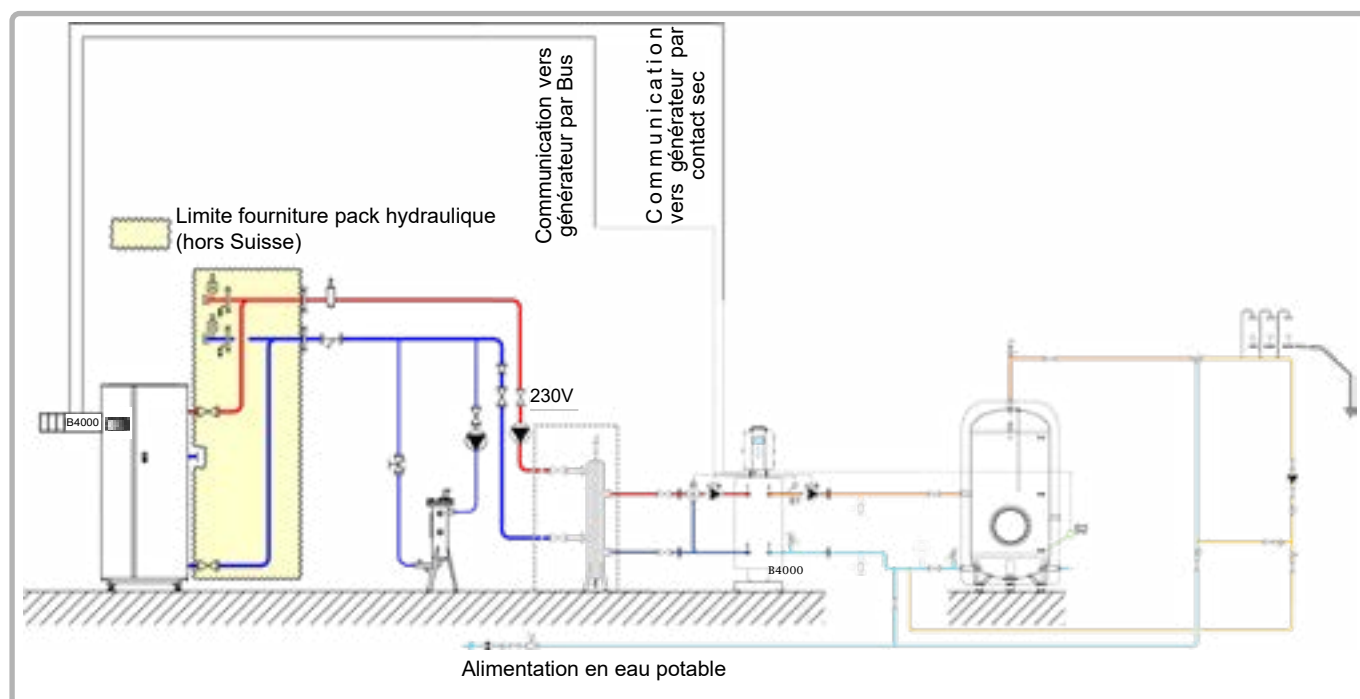 Communication vers
générateur par Bus
Communication
vers générateur par
contact sec
Limite fourniture pack hydraulique
(hors Suisse)
230V
B4000
B4000
Alimentation en eau potable